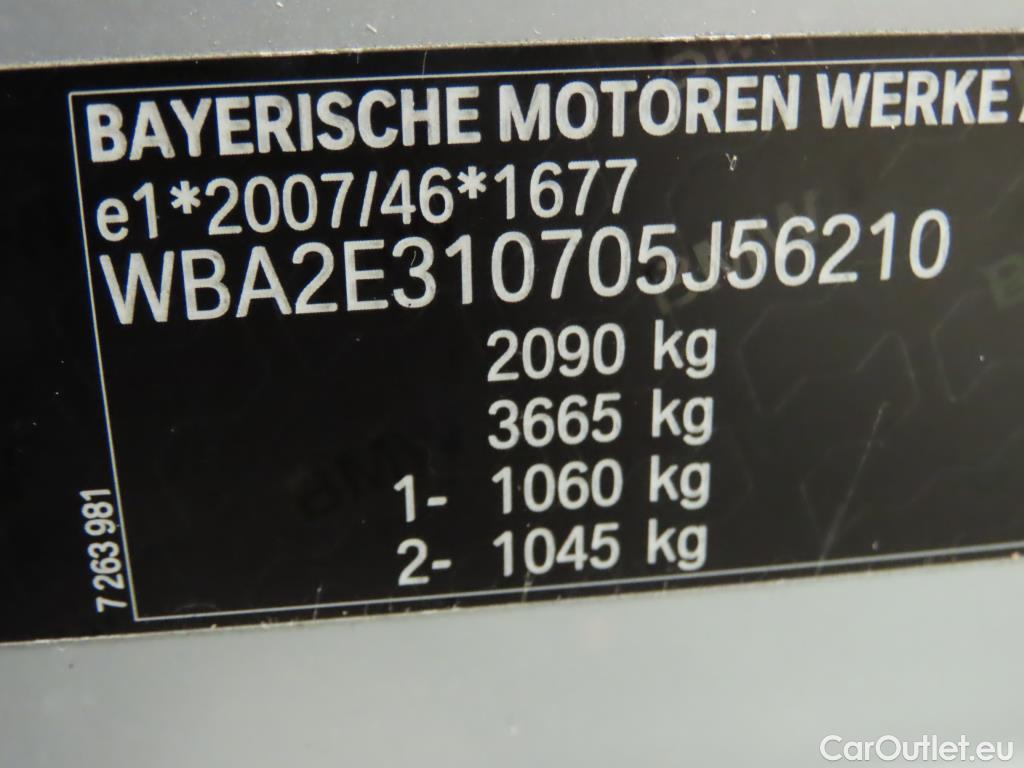 BAYERISCHE MOTOREN WERKE
e1*2007/46*1677
WBA2E310705J56210
2090 kg
3665 kg
1- 1060 kg
2- 1045 kg
7 263 981
CarOutlet.eu